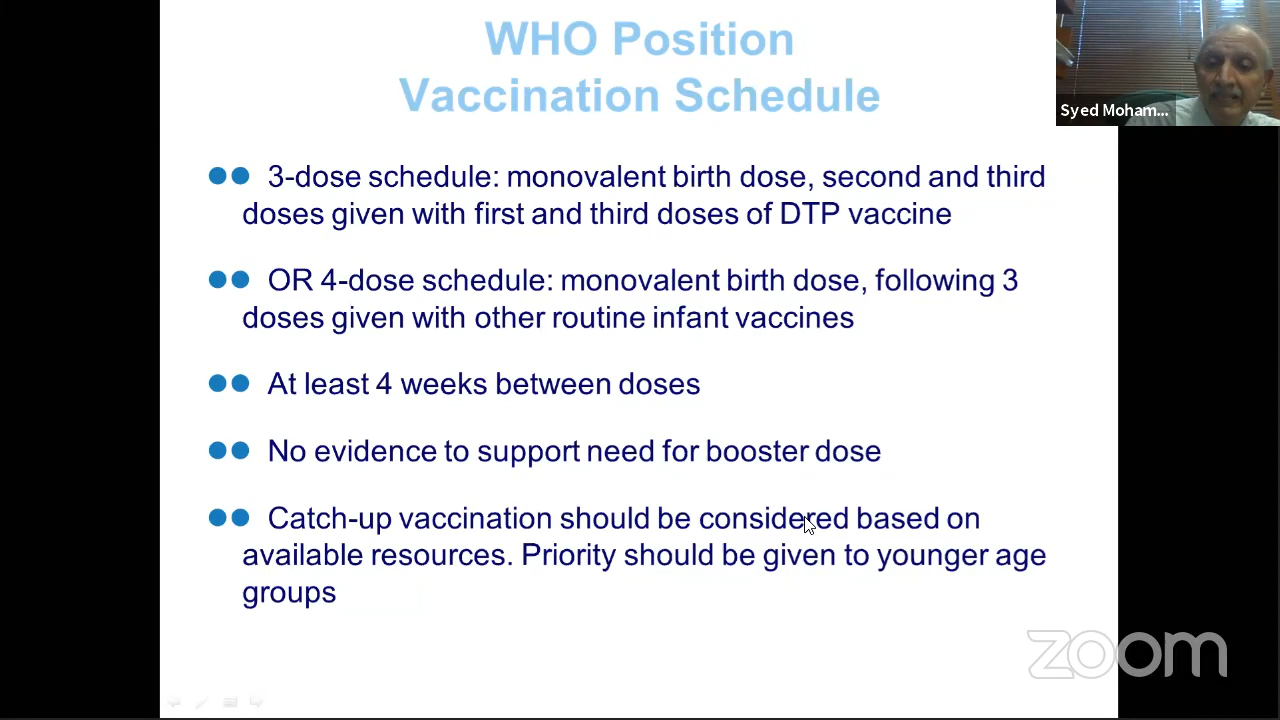 WHO Position
Vaccination Schedule
Syed Moham...
3-dose schedule: monovalent birth dose, second and third
doses given with first and third doses of DTP vaccine
OR 4-dose schedule: monovalent birth dose, following 3
doses given with other routine infant vaccines
At least 4 weeks between doses
No evidence to support need for booster dose
Catch-up vaccination should be considered based on
available resources. Priority should be given to younger age
groups
zoom